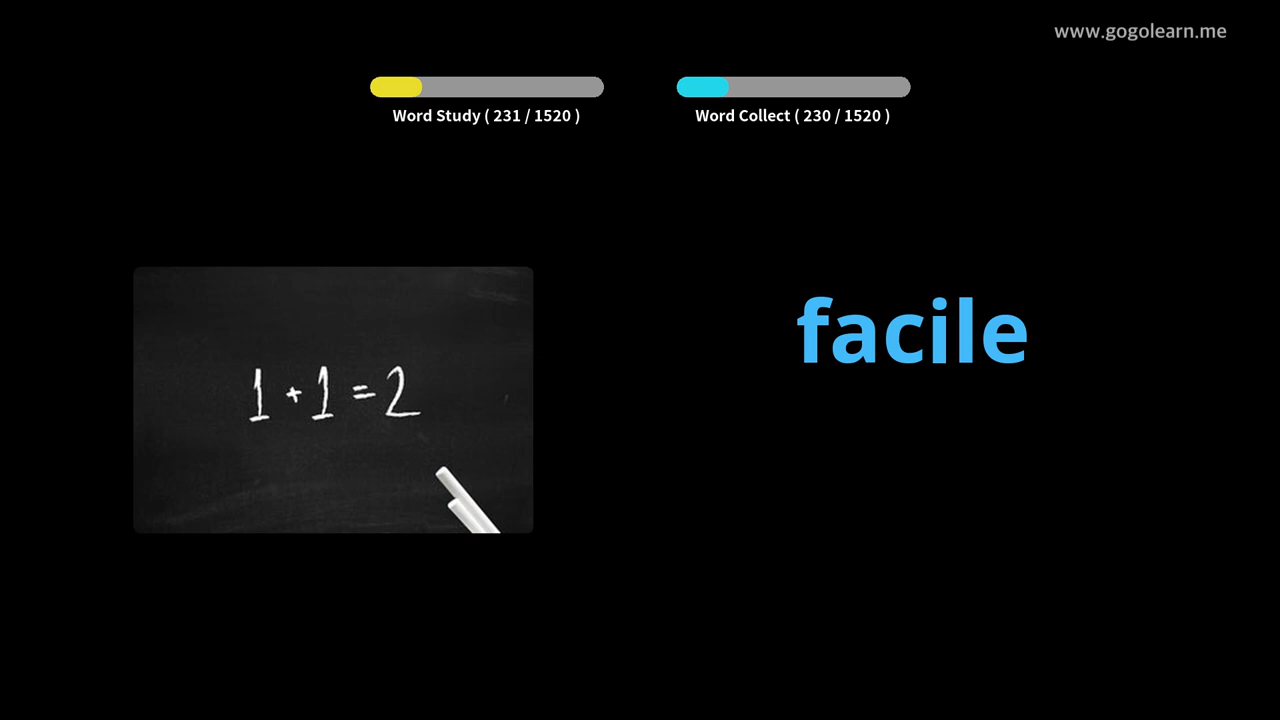 www.gogolearn.me
Word Study ( 231 / 1520 )
Word Collect ( 230 / 1520 )
facile
1 + 1 = 2